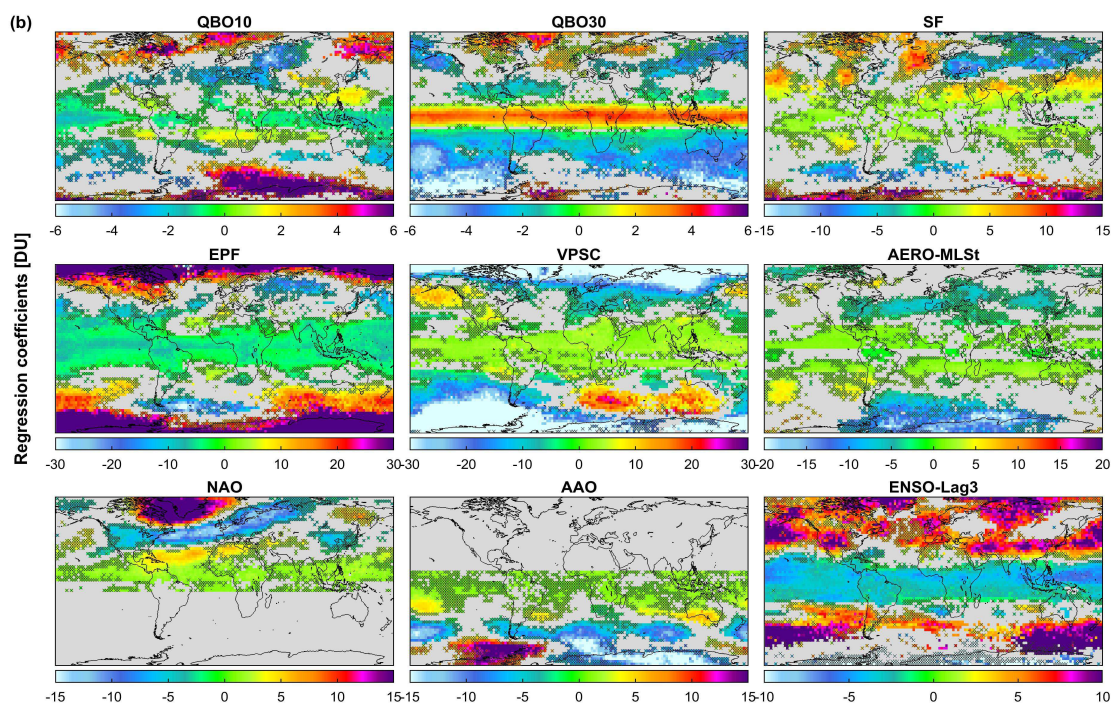 (b)
QBO10 QBO30 SF
-6 -4 -2 0 2 4 6 -6 -4 -2 0 2 4 6 -15 -10 -5 0 5 10 15
Regression coefficients [DU]
EPF VPSC AERO-MLSt
-30 -20 -10 0 10 20 30 -30 -20 -10 0 10 20 30 -20 -15 -10 -5 0 5 10 15 20
NAO AAO ENSO-Lag3
-15 -10 -5 0 5 10 15 -15 -10 -5 0 5 10 15 -10 -5 0 5 10